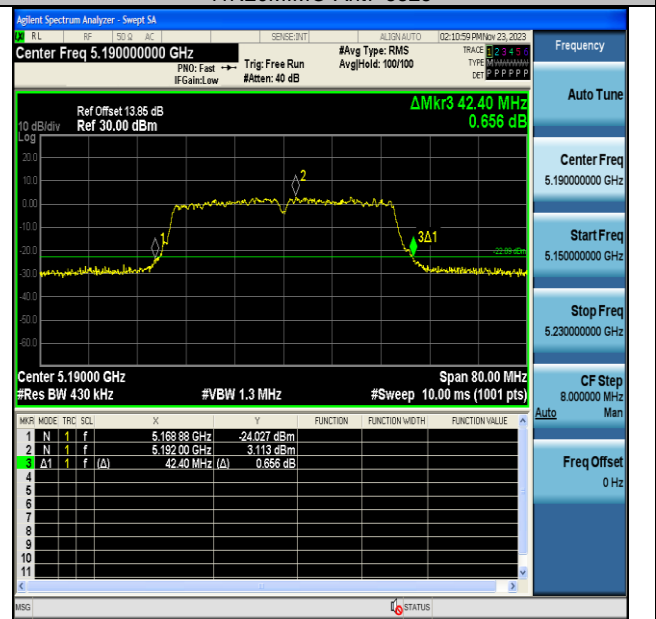 Agilent Spectrum Analyzer - Swept SA
RL RF 50 Ω AC SENSE:INT ALIGN AUTO 02:10:59 PM Nov 23, 2023
Center Freq 5.190000000 GHz
PNO: Fast
IFGain:Low
Trig: Free Run
#Atten: 40 dB
#Avg Type: RMS
Avg|Hold: 100/100
TRACE 1 2 3 4 5 6
TYPE M W W W W W
DET P P P P P P
Frequency
Auto Tune
Center Freq
5.190000000 GHz
Start Freq
5.150000000 GHz
Stop Freq
5.230000000 GHz
CF Step
8.000000 MHz
Auto Man
Freq Offset
0 Hz
ΔMkr3 42.40 MHz
0.656 dB
Ref Offset 13.85 dB
10 dB/div Ref 30.00 dBm
Log
20.0
10.0
0.00
-10.0
-20.0
-30.0
-40.0
-50.0
-60.0
1
2
3Δ1
-22.89 dBm
Center 5.19000 GHz Span 80.00 MHz
#Res BW 430 kHz #VBW 1.3 MHz #Sweep 10.00 ms (1001 pts)
MKR MODE TRC SCL X Y FUNCTION FUNCTION WIDTH FUNCTION VALUE
1 N 1 f 5.168 88 GHz -24.027 dBm
2 N 1 f 5.192 00 GHz 3.113 dBm
3 Δ1 1 f (Δ) 42.40 MHz (Δ) 0.656 dB
4
5
6
7
8
9
10
11
MSG STATUS